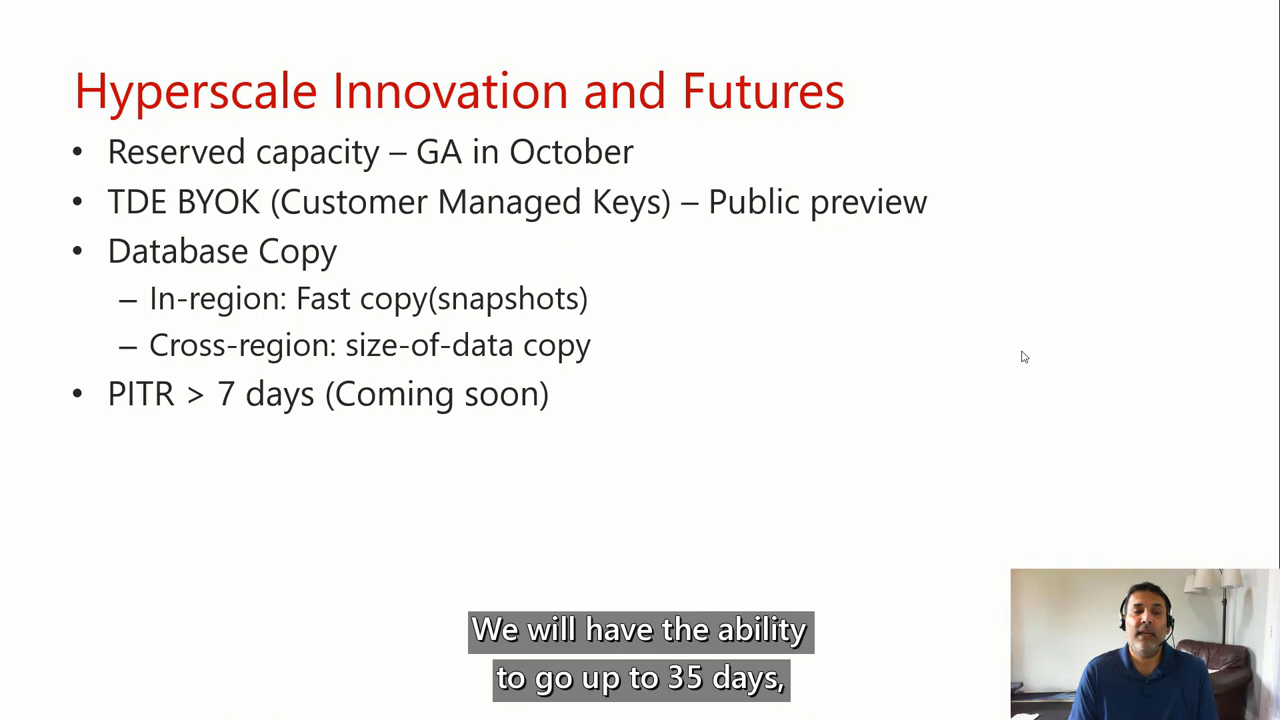 Hyperscale Innovation and Futures
• Reserved capacity – GA in October
• TDE BYOK (Customer Managed Keys) – Public preview
• Database Copy
– In-region: Fast copy(snapshots)
– Cross-region: size-of-data copy
• PITR > 7 days (Coming soon)
We will have the ability
to go up to 35 days,